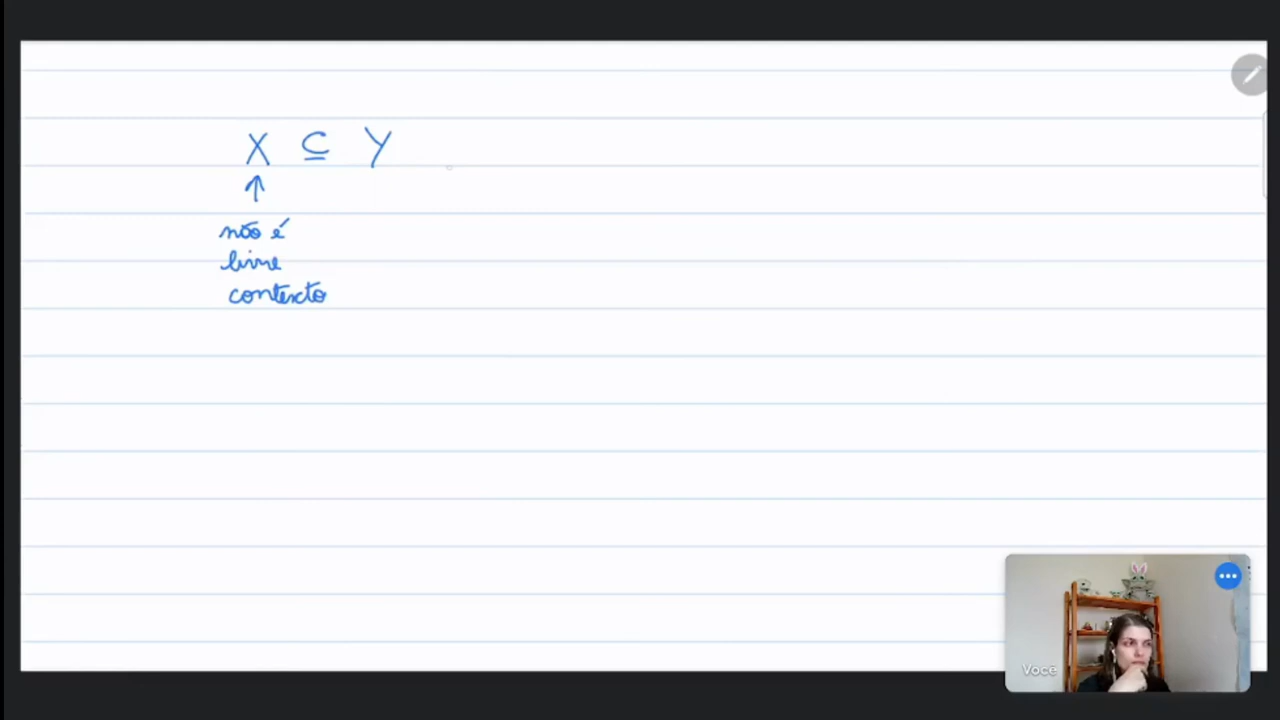 X ⊆ Y
↑
não é
livre
contexto
Você